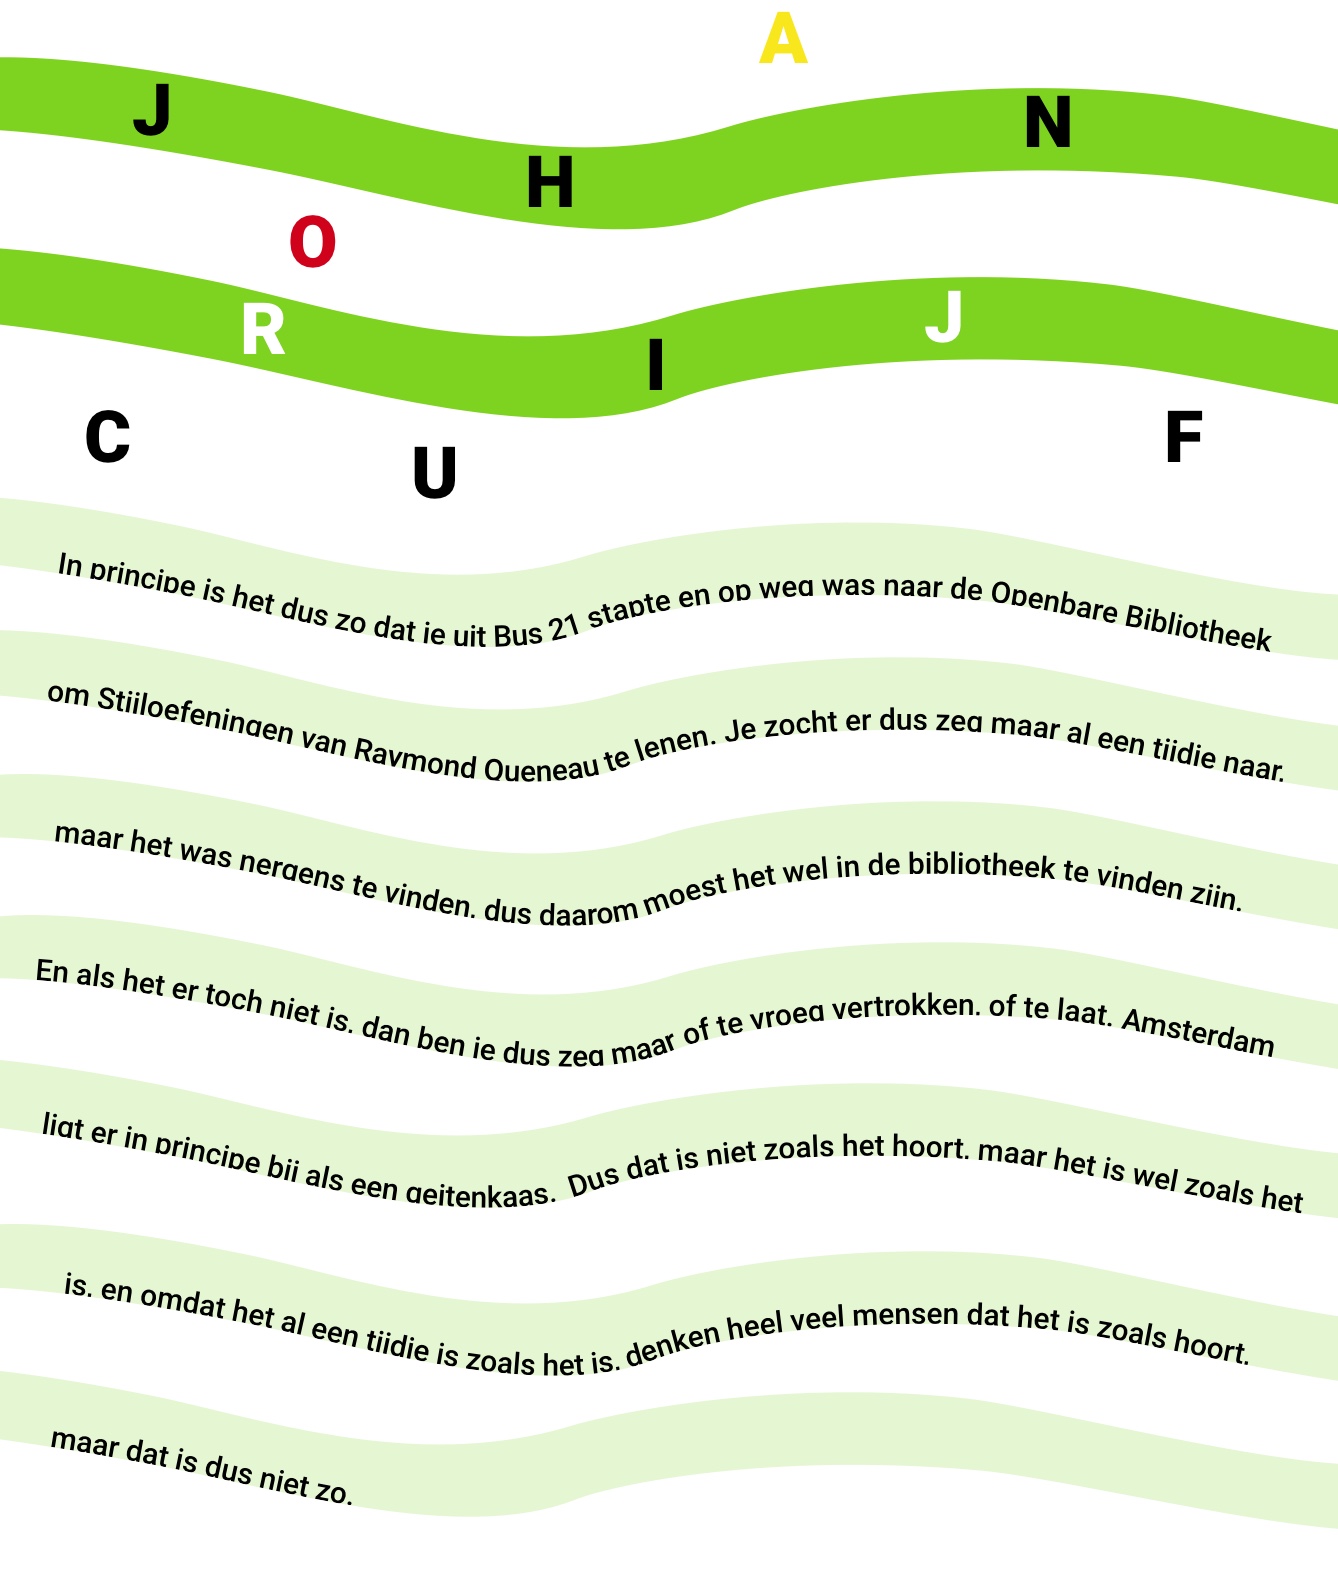 J O H A N
C R U I J F
In principe is het dus zo dat je uit Bus 21 stapte en op weg was naar de Openbare Bibliotheek
om Stijloefeningen van Raymond Queneau te lenen. Je zocht er dus zeg maar al een tijdje naar,
maar het was nergens te vinden, dus daarom moest het wel in de bibliotheek te vinden zijn.
En als het er toch niet is, dan ben je dus zeg maar of te vroeg vertrokken, of te laat. Amsterdam
ligt er in principe bij als een geitenkaas. Dus dat is niet zoals het hoort, maar het is wel zoals het
is, en omdat het al een tijdje is zoals het is, denken heel veel mensen dat het is zoals hoort,
maar dat is dus niet zo.